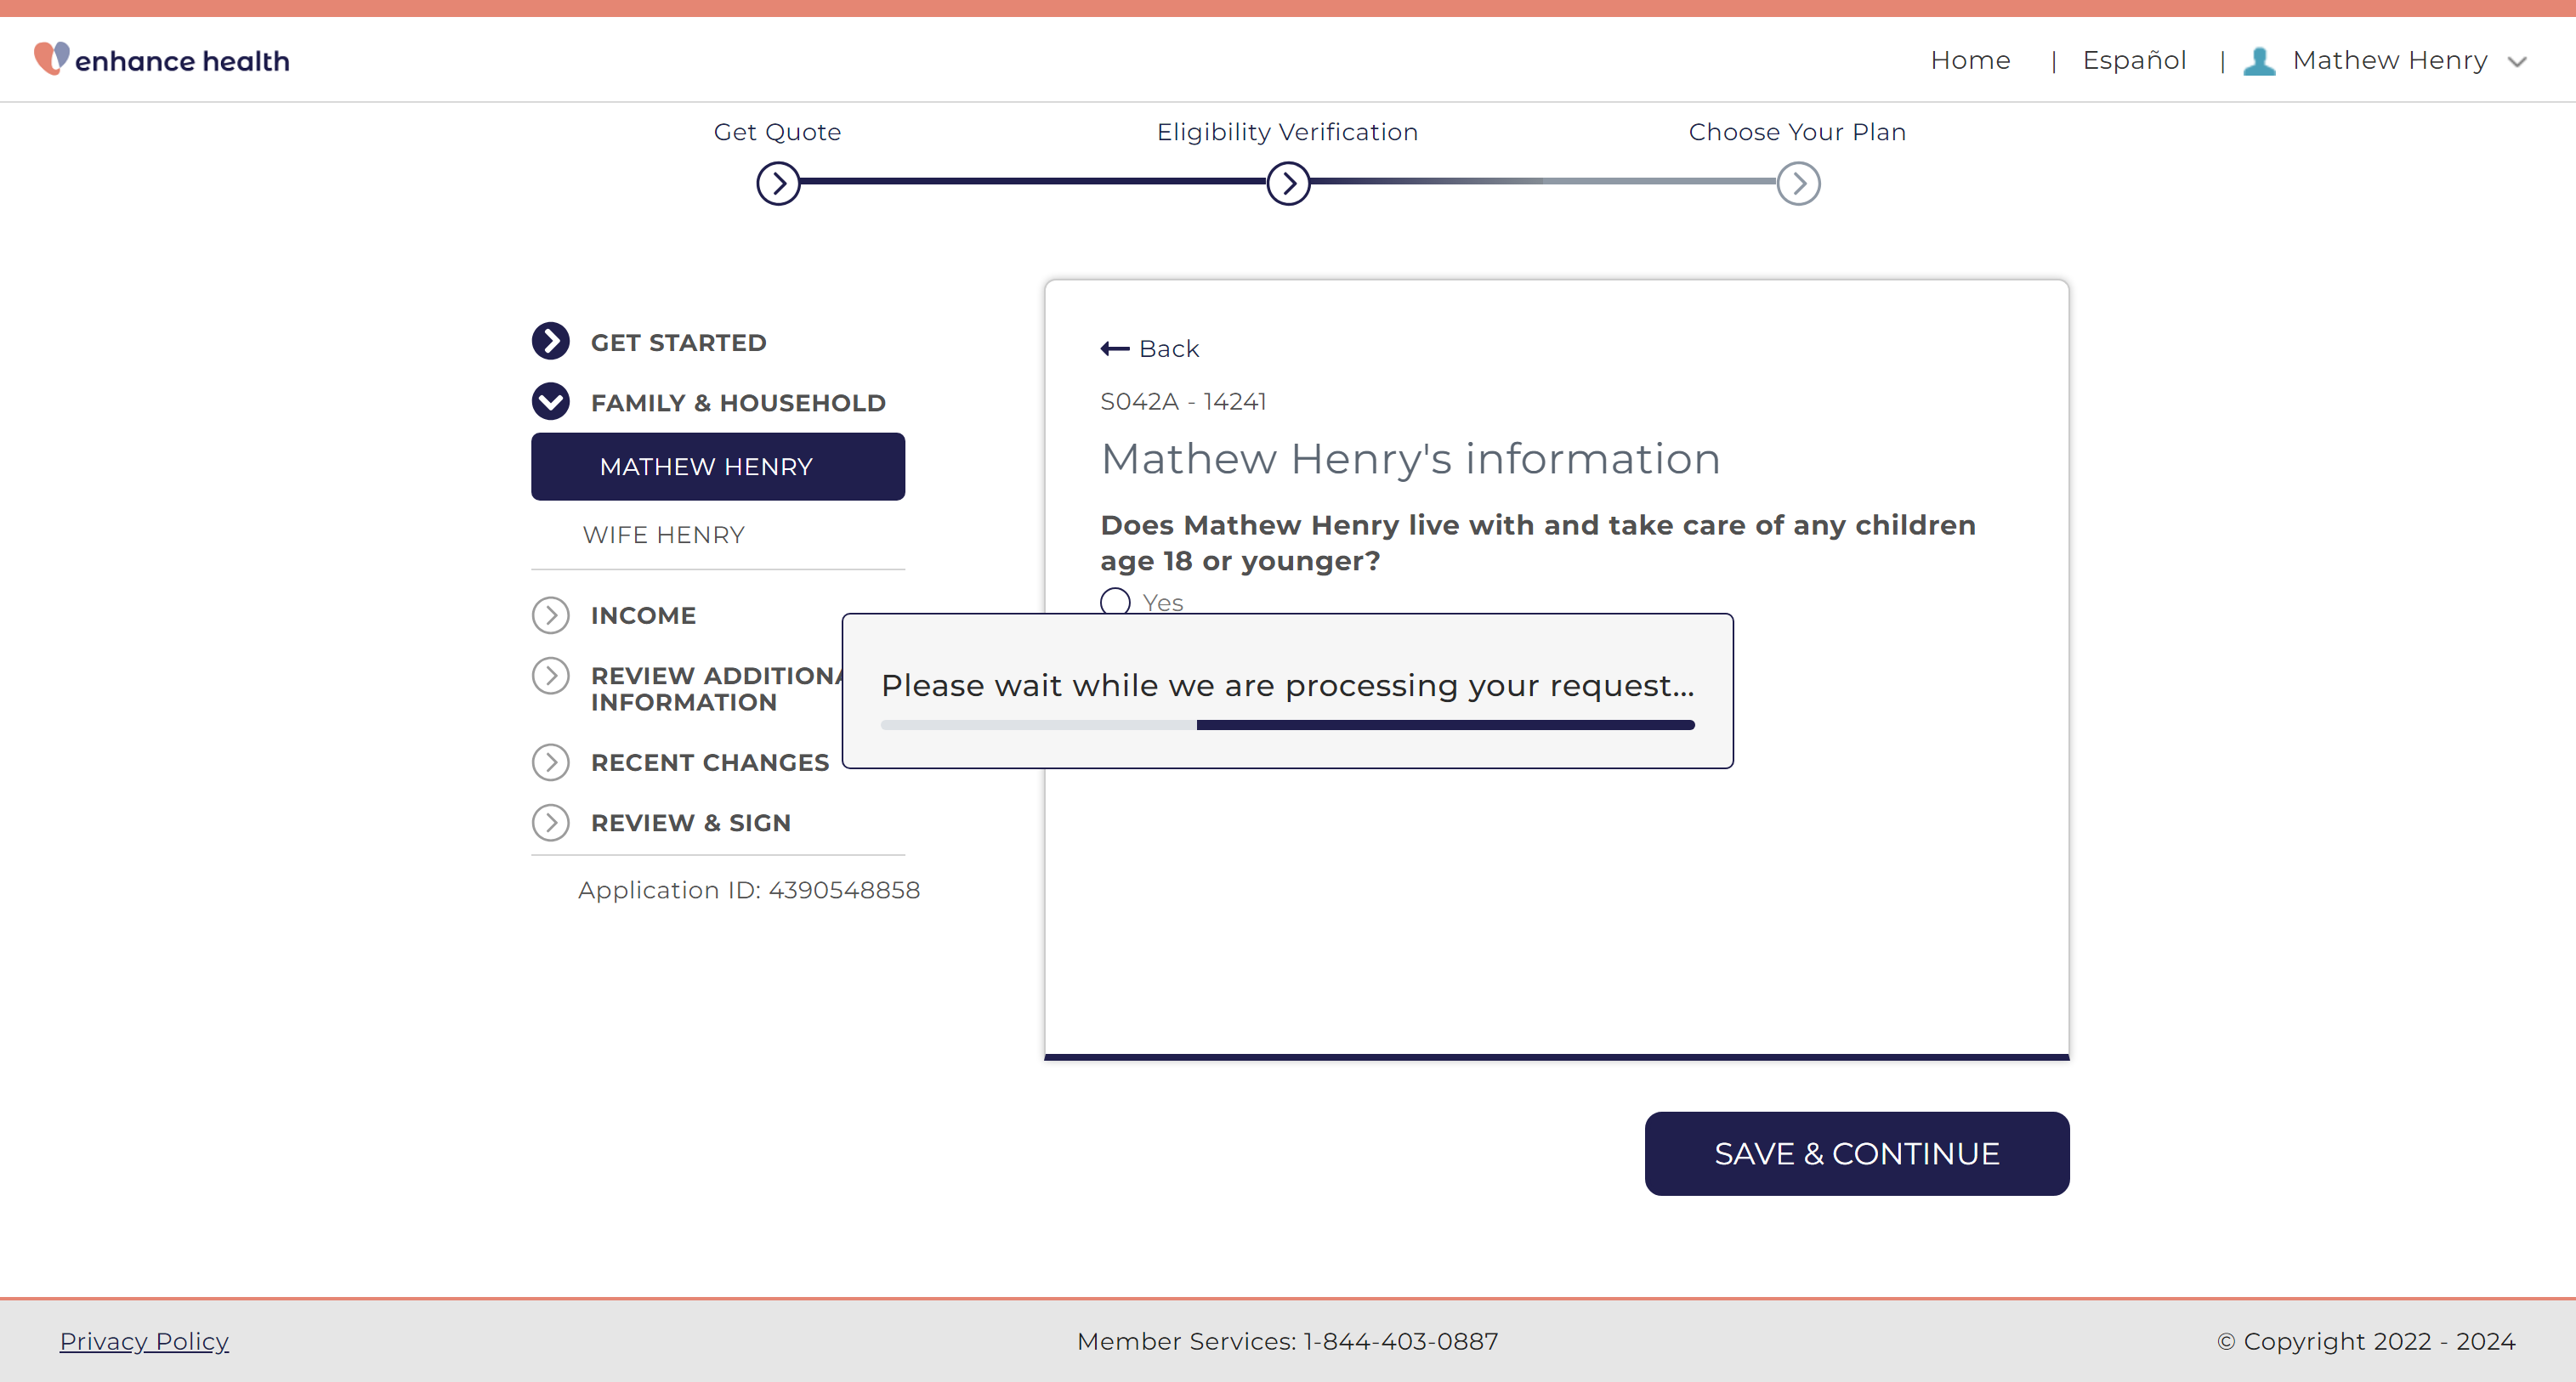 enhance health
Home | Español | Mathew Henry
Get Quote
Eligibility Verification
Choose Your Plan
GET STARTED
FAMILY & HOUSEHOLD
MATHEW HENRY
WIFE HENRY
INCOME
REVIEW ADDITIONA
INFORMATION
RECENT CHANGES
REVIEW & SIGN
Application ID: 4390548858
Back
S042A - 14241
Mathew Henry's information
Does Mathew Henry live with and take care of any children
age 18 or younger?
Yes
Please wait while we are processing your request...
SAVE & CONTINUE
Privacy Policy
Member Services: 1-844-403-0887
© Copyright 2022 - 2024